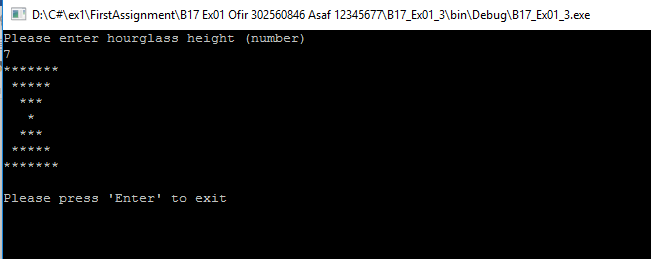 D:\C#\ex1\FirstAssignment\B17 Ex01 Ofir 302560846 Asaf 12345677\B17_Ex01_3\bin\Debug\B17_Ex01_3.exe
Please enter hourglass height (number)
7
*******
 *****
  ***
   *
  ***
 *****
*******
Please press 'Enter' to exit